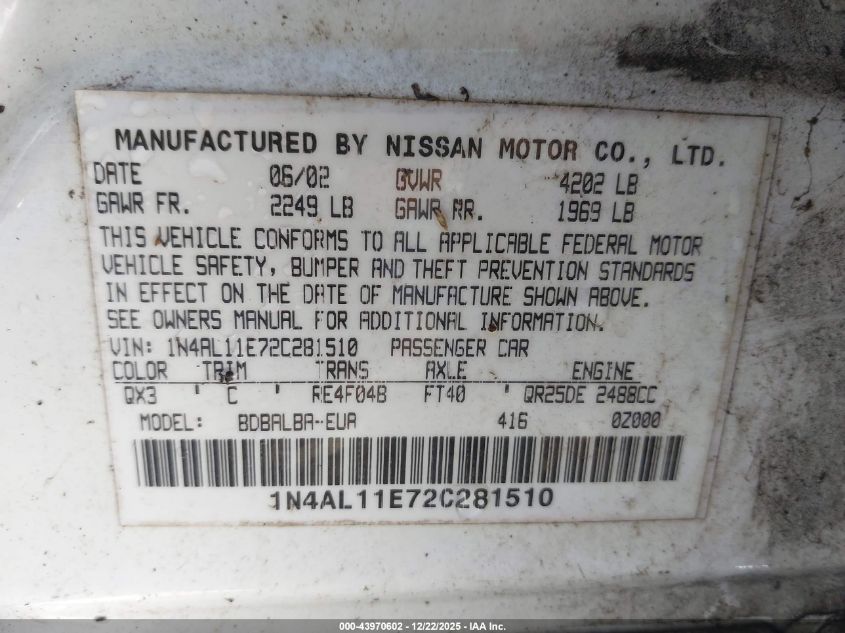 MANUFACTURED BY NISSAN MOTOR CO., LTD.
DATE 06/02 GVWR 4202 LB
GAWR FR. 2249 LB GAWR RR. 1969 LB
THIS VEHICLE CONFORMS TO ALL APPLICABLE FEDERAL MOTOR
VEHICLE SAFETY, BUMPER AND THEFT PREVENTION STANDARDS
IN EFFECT ON THE DATE OF MANUFACTURE SHOWN ABOVE.
SEE OWNERS MANUAL FOR ADDITIONAL INFORMATION.
VIN: 1N4AL11E72C281510 PASSENGER CAR
COLOR TRIM TRANS AXLE ENGINE
QX3 C RE4F04B FT40 QR25DE 2488CC
MODEL: BDBALBA-EUA 416 0Z000
1N4AL11E72C281510
000-43970602 - 12/22/2025 - IAA Inc.